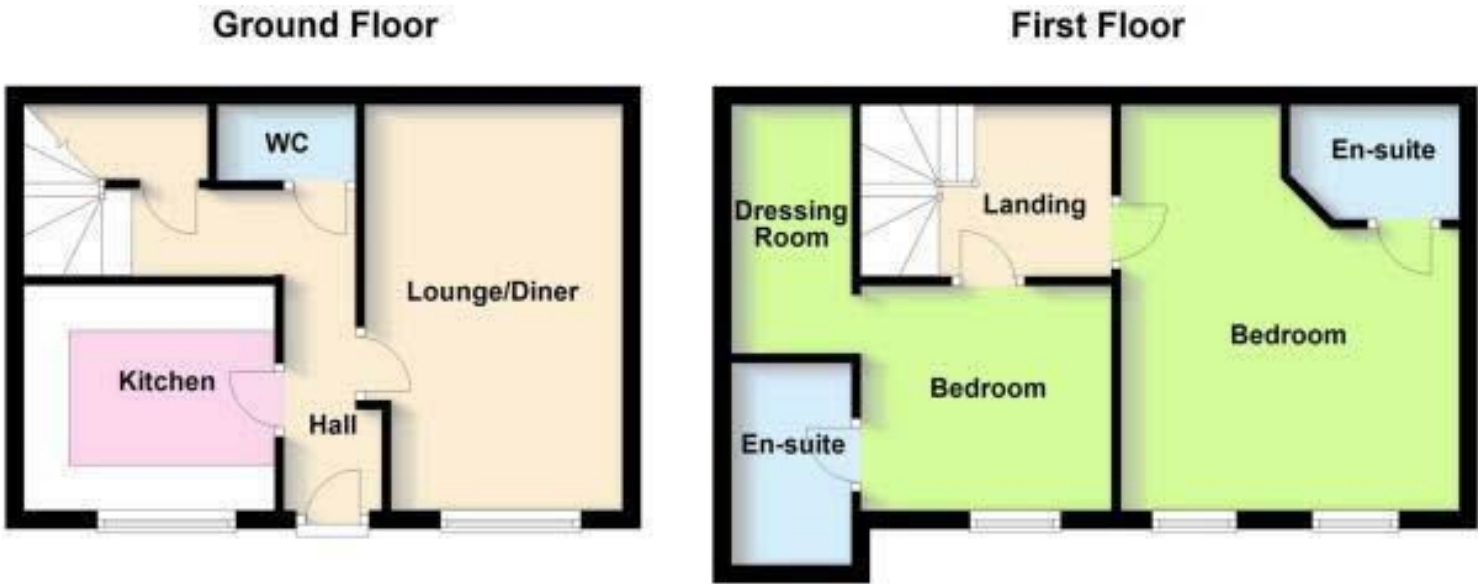 Ground Floor
WC
Lounge/Diner
Kitchen
Hall
First Floor
En-suite
Dressing
Room
Landing
Bedroom
Bedroom
En-suite